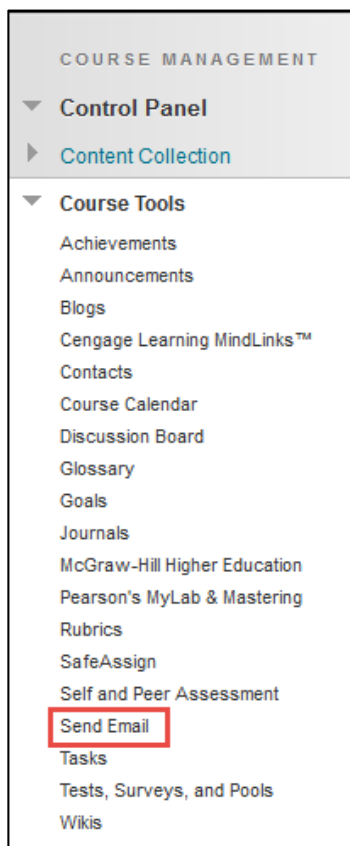 COURSE MANAGEMENT
Control Panel
Content Collection
Course Tools
Achievements
Announcements
Blogs
Cengage Learning MindLinks™
Contacts
Course Calendar
Discussion Board
Glossary
Goals
Journals
McGraw-Hill Higher Education
Pearson's MyLab & Mastering
Rubrics
SafeAssign
Self and Peer Assessment
Send Email
Tasks
Tests, Surveys, and Pools
Wikis